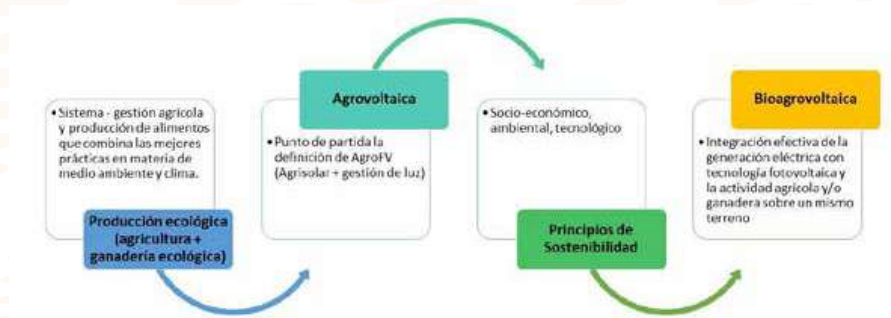 • Sistema - gestión agrícola
y producción de alimentos
que combina las mejores
prácticas en materia de
medio ambiente y clima.
Producción ecológica
(agricultura +
ganadería ecológica)
Agrovoltaica
• Punto de partida la
definición de AgroFV
(Agrisolar + gestión de luz)
• Socio-económico,
ambiental, tecnológico
Principios de
Sostenibilidad
Bioagrovoltaica
• Integración efectiva de la
generación eléctrica con
tecnología fotovoltaica y
la actividad agrícola y/o
ganadera sobre un mismo
terreno